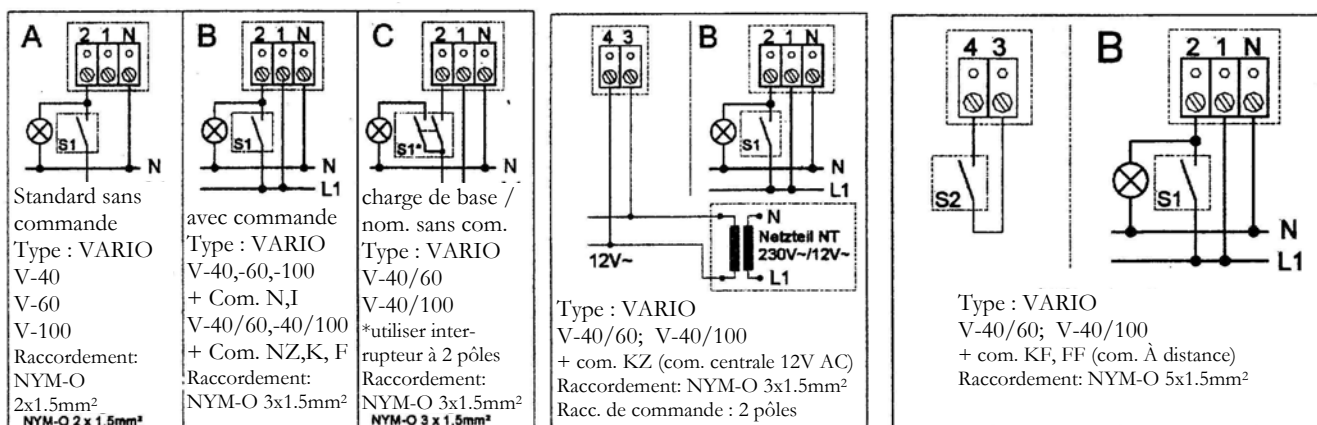 A
2 1 N
S1
N
Standard sans
commande
Type : VARIO
V-40
V-60
V-100
Raccordement:
NYM-O
2x1.5mm²
NYM-O 2 x 1.5mm²
B
2 1 N
S1
L1
avec commande
Type : VARIO
V-40,-60,-100
+ Com. N,I
V-40/60,-40/100
+ Com. NZ,K, F
Raccordement:
NYM-O 3x1.5mm²
C
2 1 N
S1*
N
L1
charge de base /
nom. sans com.
Type : VARIO
V-40/60
V-40/100
*utiliser inter-
rupteur à 2 pôles
Raccordement:
NYM-O 3x1.5mm²
NYM-O 3 x 1.5mm²
4 3
B
2 1 N
S1
N
L1
12V~
N
Netzteil NT
230V~/12V~
L1
Type : VARIO
V-40/60; V-40/100
+ com. KZ (com. centrale 12V AC)
Raccordement: NYM-O 3x1.5mm²
Racc. de commande : 2 pôles
4 3
S2
B
2 1 N
S1
N
L1
Type : VARIO
V-40/60; V-40/100
+ com. KF, FF (com. À distance)
Raccordement: NYM-O 5x1.5mm²